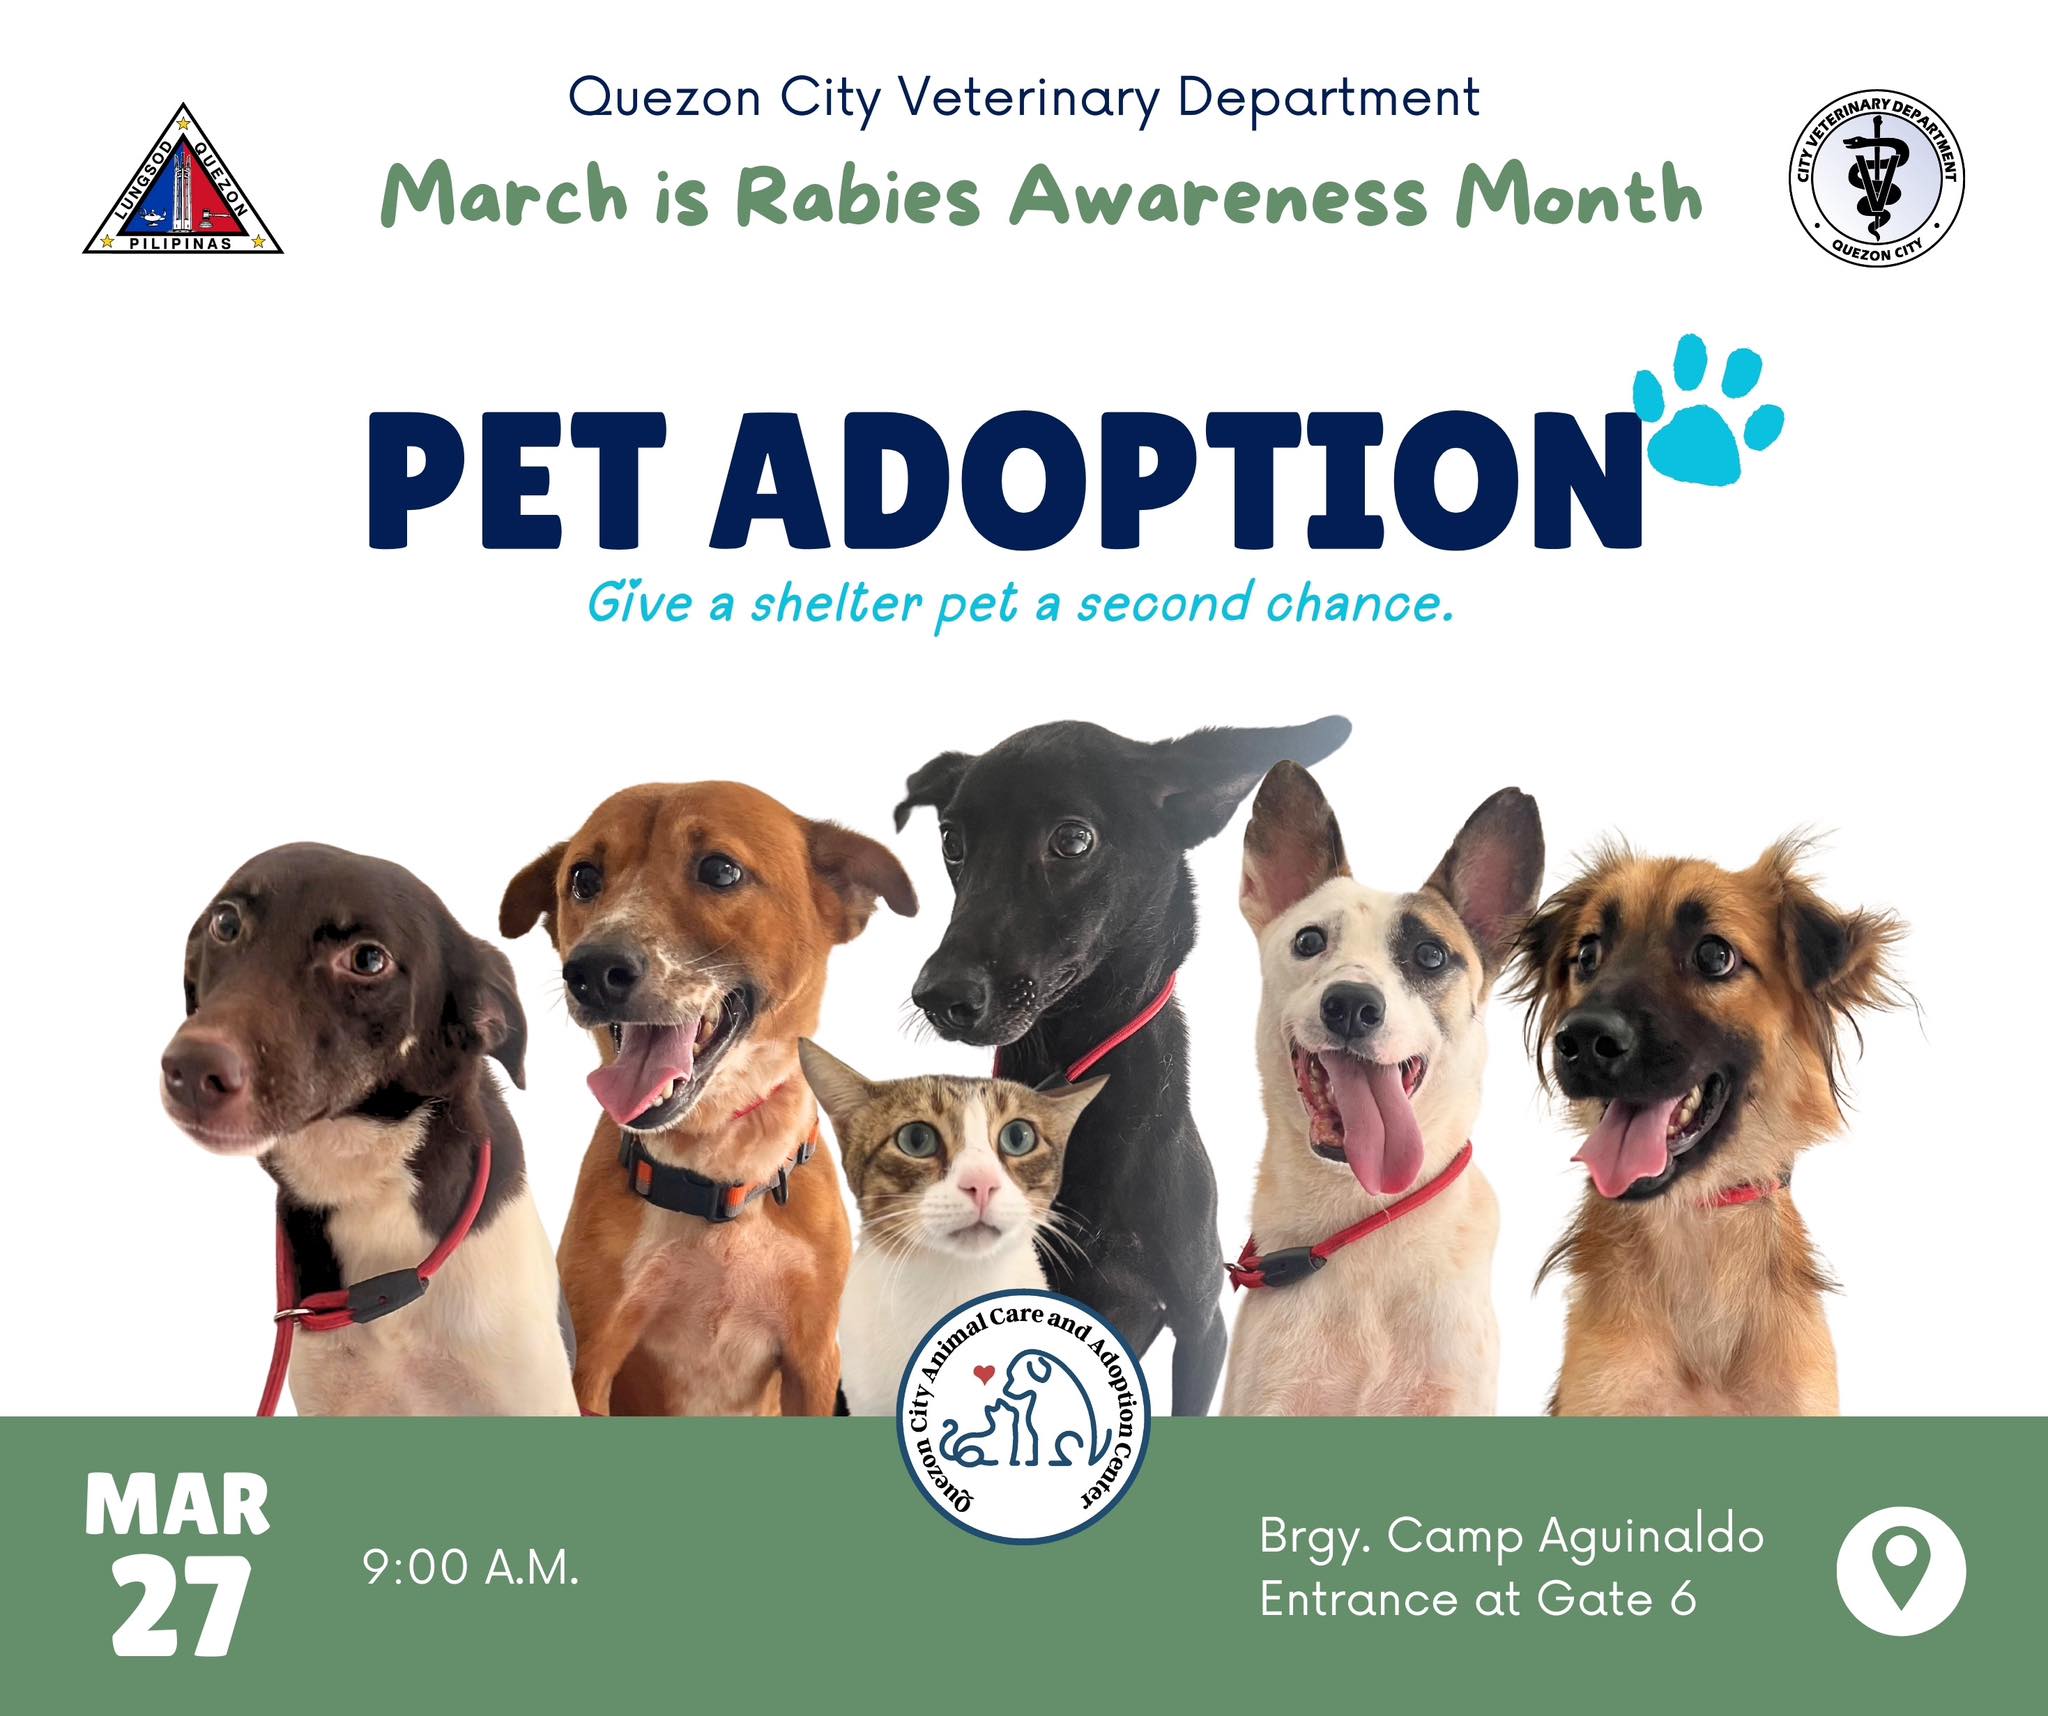 Quezon City Veterinary Department
March is Rabies Awareness Month
LUNGSOD QUEZON
PILIPINAS
CITY VETERINARY DEPARTMENT
V
QUEZON CITY
PET ADOPTION
Give a shelter pet a second chance.
Quezon City Animal Care and Adoption Center
MAR
27
9:00 A.M.
Brgy. Camp Aguinaldo
Entrance at Gate 6